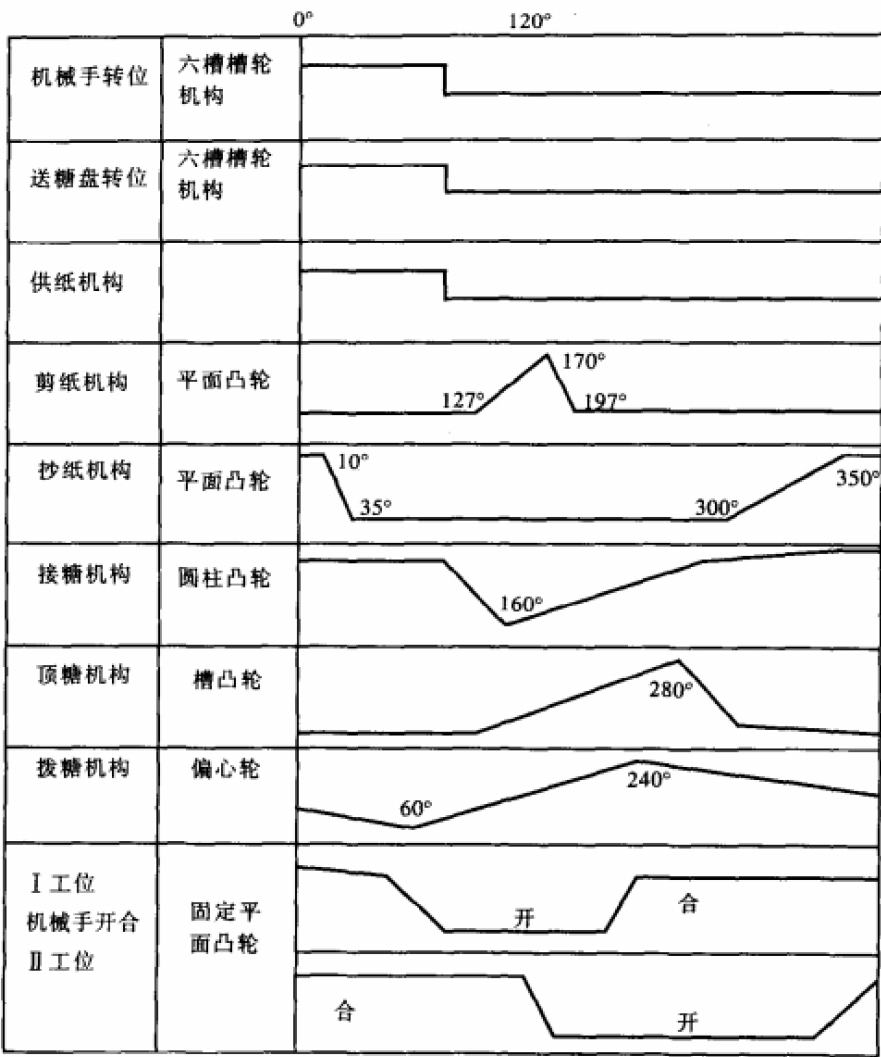 0° 120°
机械手转位 六槽槽轮
机构
送糖盘转位 六槽槽轮
机构
供纸机构
剪纸机构 平面凸轮 127° 170° 197°
抄纸机构 平面凸轮 10° 35° 300° 350°
接糖机构 圆柱凸轮 160°
顶糖机构 槽凸轮 280°
拨糖机构 偏心轮 60° 240°
Ⅰ工位
机械手开合
Ⅱ工位
固定平
面凸轮
开 合
合 开